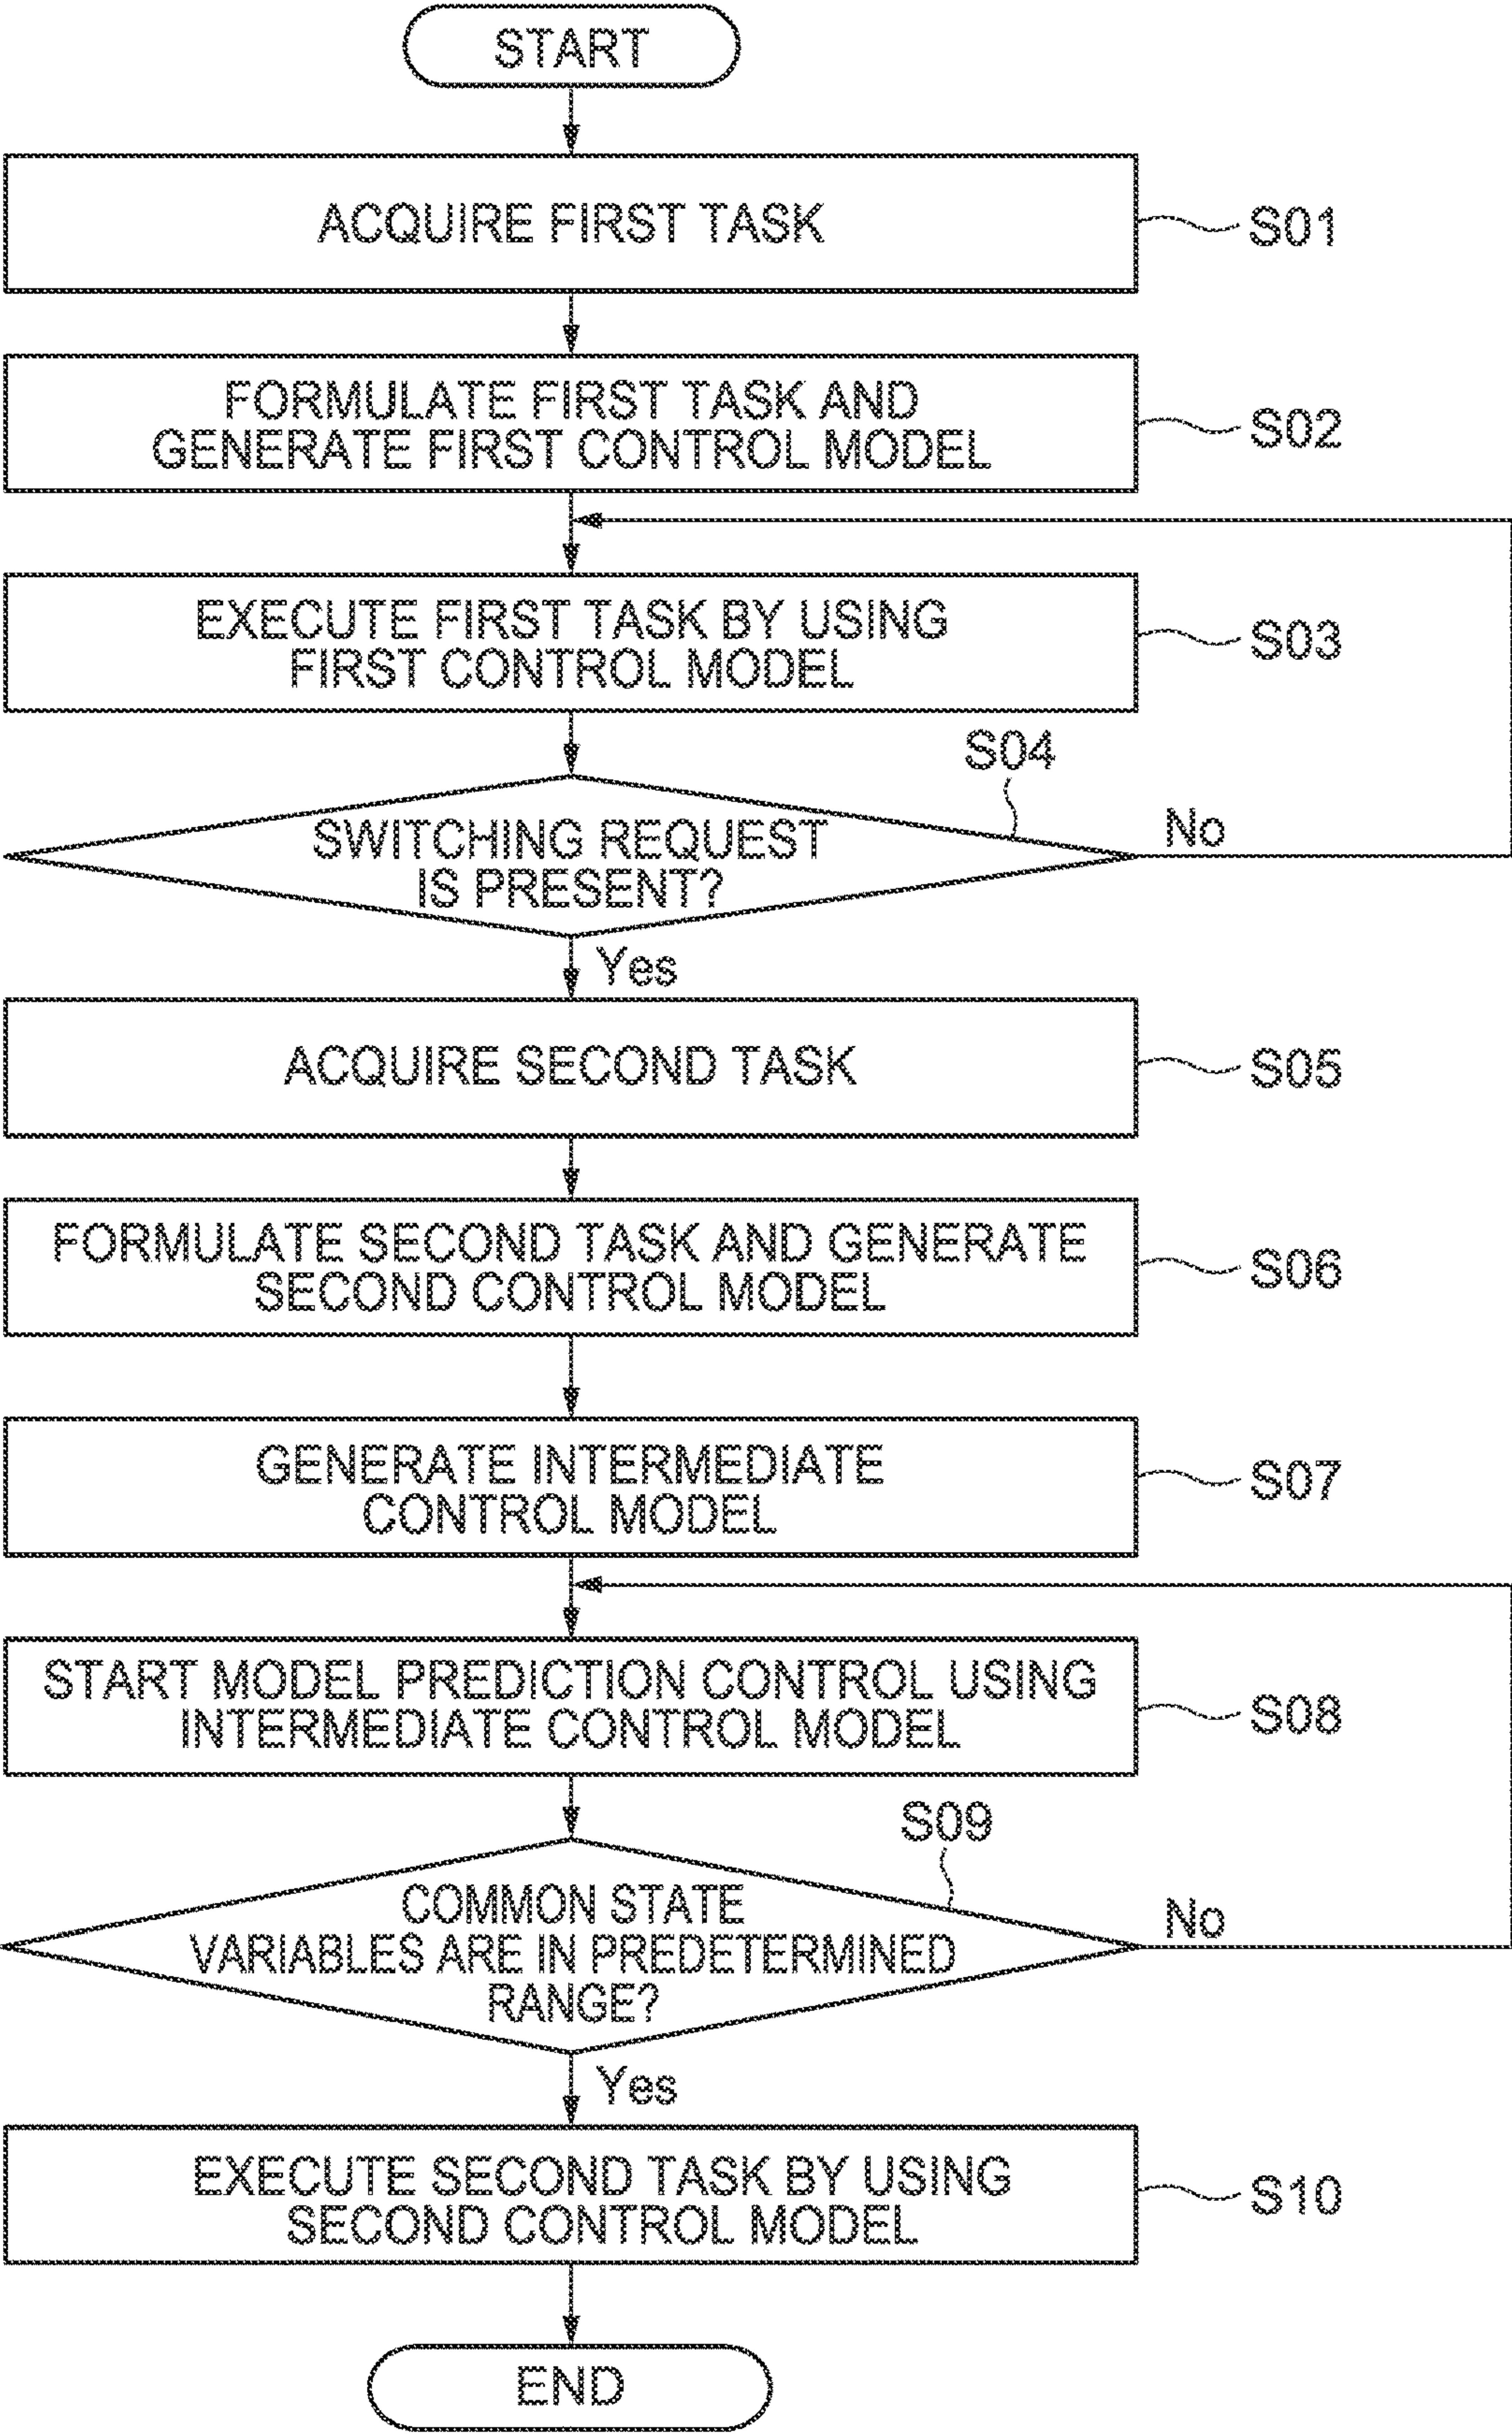 START
ACQUIRE FIRST TASK
S01
FORMULATE FIRST TASK AND
GENERATE FIRST CONTROL MODEL
S02
EXECUTE FIRST TASK BY USING
FIRST CONTROL MODEL
S03
S04
SWITCHING REQUEST
IS PRESENT?
No
Yes
ACQUIRE SECOND TASK
S05
FORMULATE SECOND TASK AND GENERATE
SECOND CONTROL MODEL
S06
GENERATE INTERMEDIATE
CONTROL MODEL
S07
START MODEL PREDICTION CONTROL USING
INTERMEDIATE CONTROL MODEL
S08
S09
COMMON STATE
VARIABLES ARE IN PREDETERMINED
RANGE?
No
Yes
EXECUTE SECOND TASK BY USING
SECOND CONTROL MODEL
S10
END